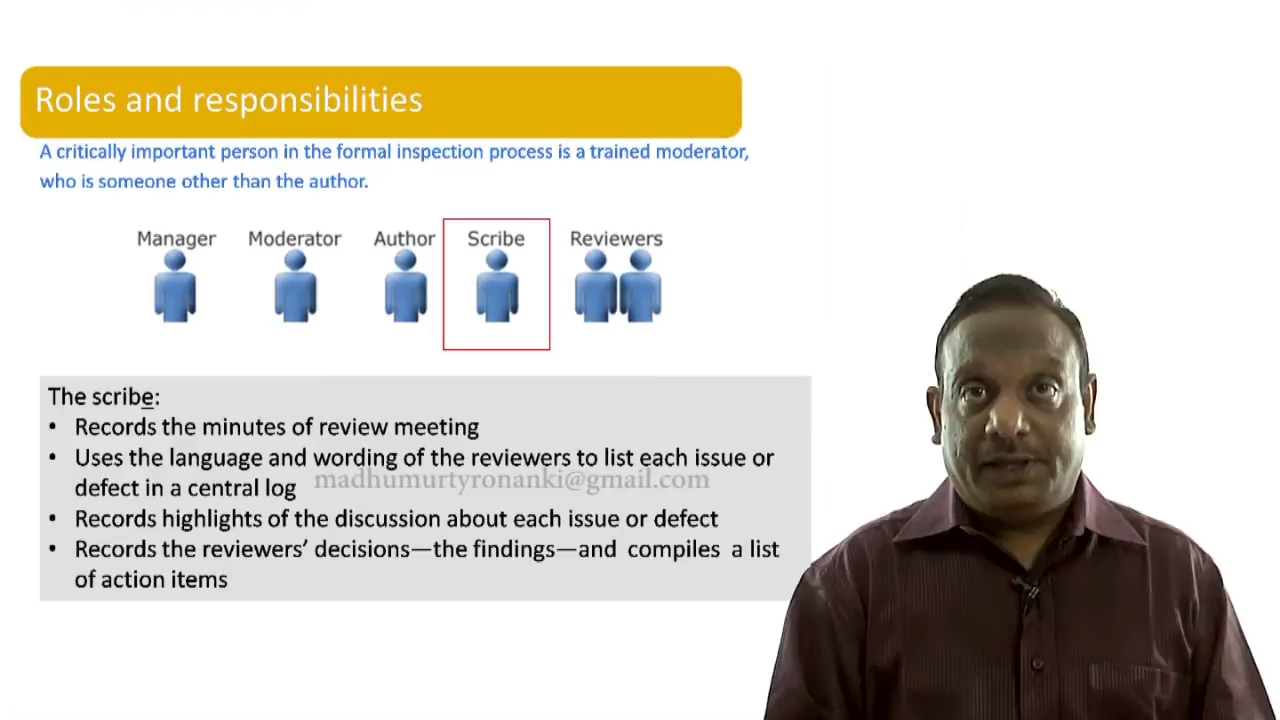 Roles and responsibilities
A critically important person in the formal inspection process is a trained moderator,
who is someone other than the author.
Manager Moderator Author Scribe Reviewers
The scribe:
• Records the minutes of review meeting
• Uses the language and wording of the reviewers to list each issue or
defect in a central log
madhumurtyronanki@gmail.com
• Records highlights of the discussion about each issue or defect
• Records the reviewers’ decisions—the findings—and compiles a list
of action items